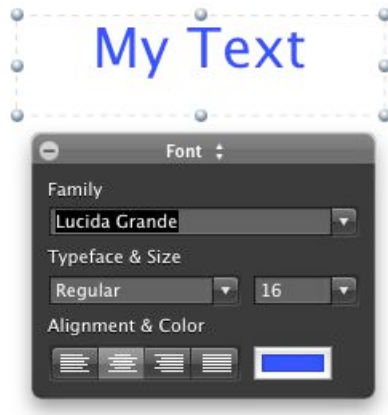 My Text
Font
Family
Lucida Grande
Typeface & Size
Regular 16
Alignment & Color